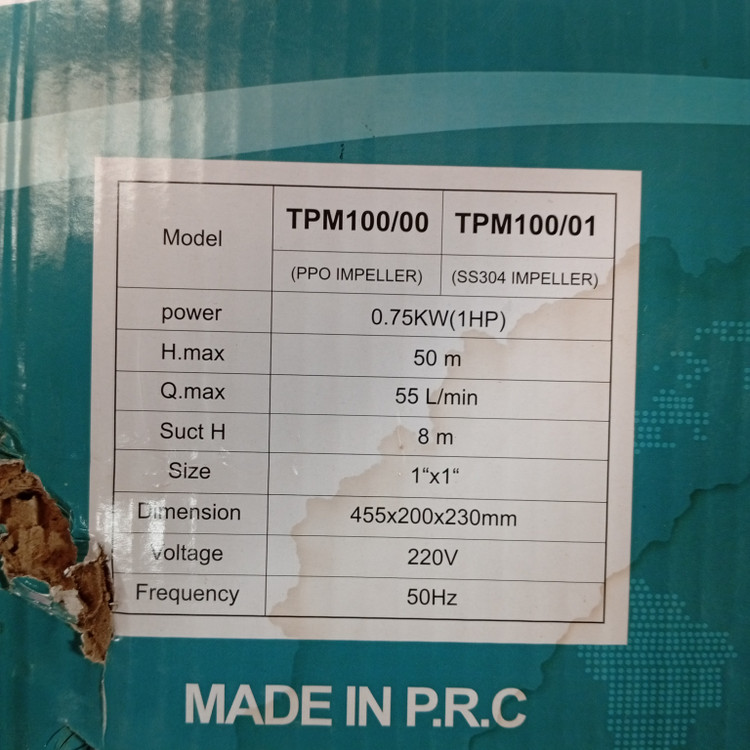 Model TPM100/00 TPM100/01
(PPO IMPELLER) (SS304 IMPELLER)
power 0.75KW(1HP)
H.max 50 m
Q.max 55 L/min
Suct H 8 m
Size 1“x1“
Dimension 455x200x230mm
voltage 220V
Frequency 50Hz
MADE IN P.R.C